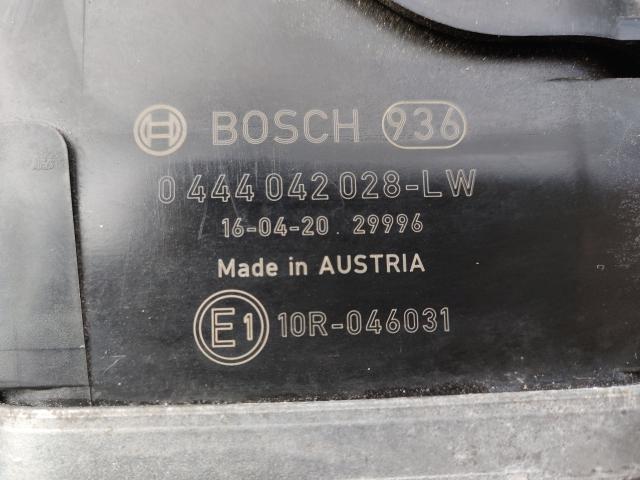 BOSCH 936
0 444 042 028-LW
16-04-20 29996
Made in AUSTRIA
E1 10R-046031